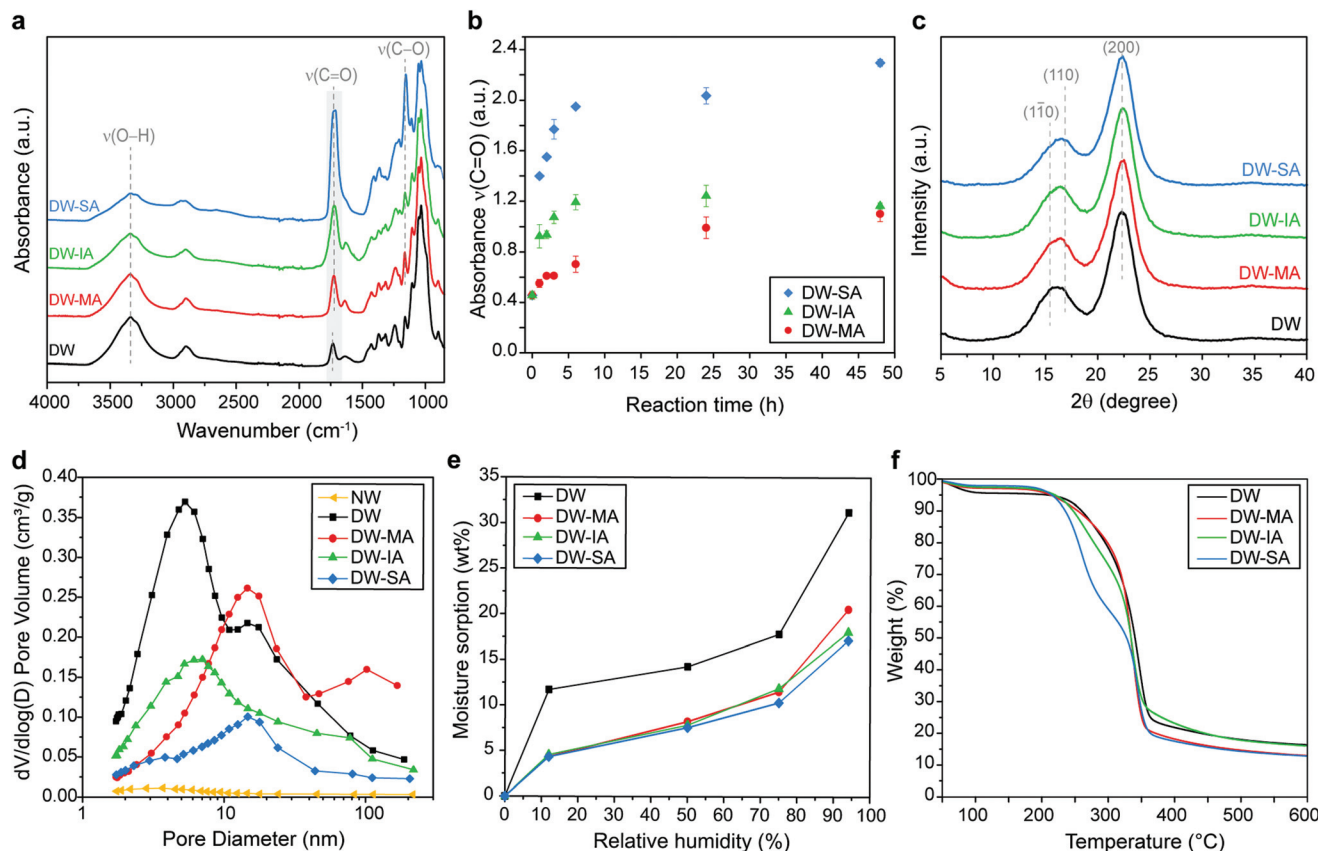 a
ν(O–H)
ν(C=O)
ν(C–O)
DW-SA
DW-IA
DW-MA
DW
Absorbance (a.u.)
4000 3500 3000 2500 2000 1500 1000
Wavenumber (cm⁻¹)
b
2.4
2.0
1.6
1.2
0.8
0.4
0.0
Absorbance ν(C=O) (a.u.)
DW-SA
DW-IA
DW-MA
0 5 10 15 20 25 30 35 40 45 50
Reaction time (h)
c
(200)
(110)
(11̅0)
DW-SA
DW-IA
DW-MA
DW
Intensity (a.u.)
5 10 15 20 25 30 35 40
2θ (degree)
d
0.40
0.35
0.30
0.25
0.20
0.15
0.10
0.05
0.00
dV/dlog(D) Pore Volume (cm³/g)
NW
DW
DW-MA
DW-IA
DW-SA
1 10 100
Pore Diameter (nm)
e
35
30
25
20
15
10
5
0
Moisture sorption (wt%)
DW
DW-MA
DW-IA
DW-SA
0 10 20 30 40 50 60 70 80 90 100
Relative humidity (%)
f
100
90
80
70
60
50
40
30
20
10
0
Weight (%)
DW
DW-MA
DW-IA
DW-SA
100 200 300 400 500 600
Temperature (°C)